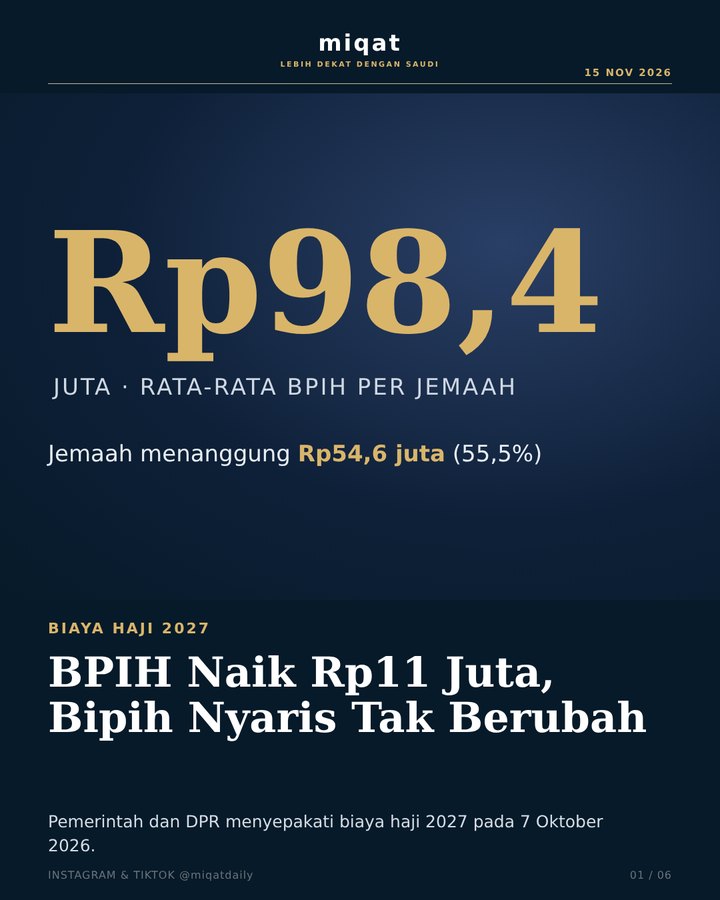 miqat
LEBIH DEKAT DENGAN SAUDI
15 NOV 2026
Rp98,4
JUTA · RATA-RATA BPIH PER JEMAAH
Jemaah menanggung Rp54,6 juta (55,5%)
BIAYA HAJI 2027
BPIH Naik Rp11 Juta,
Bipih Nyaris Tak Berubah
Pemerintah dan DPR menyepakati biaya haji 2027 pada 7 Oktober
2026.
INSTAGRAM & TIKTOK @miqatdaily
01 / 06